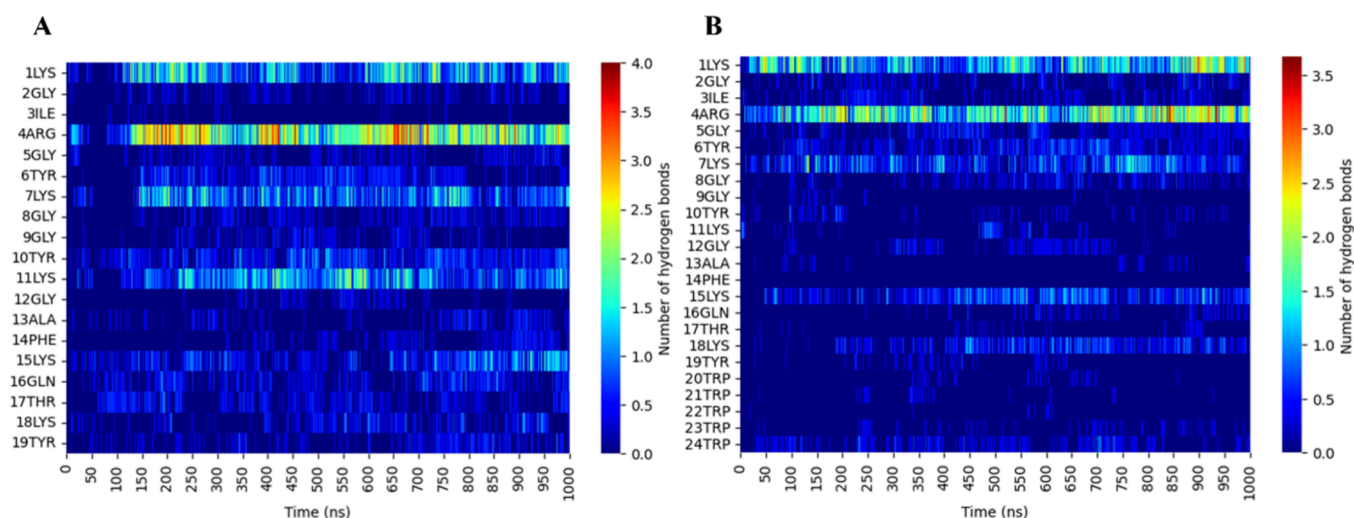 A
1LYS
2GLY
3ILE
4ARG
5GLY
6TYR
7LYS
8GLY
9GLY
10TYR
11LYS
12GLY
13ALA
14PHE
15LYS
16GLN
17THR
18LYS
19TYR
0 50 100 150 200 250 300 350 400 450 500 550 600 650 700 750 800 850 900 950 1000
Time (ns)
4.0
3.5
3.0
2.5
2.0
1.5
1.0
0.5
0.0
Number of hydrogen bonds
B
1LYS
2GLY
3ILE
4ARG
5GLY
6TYR
7LYS
8GLY
9GLY
10TYR
11LYS
12GLY
13ALA
14PHE
15LYS
16GLN
17THR
18LYS
19TYR
20TRP
21TRP
22TRP
23TRP
24TRP
0 50 100 150 200 250 300 350 400 450 500 550 600 650 700 750 800 850 900 950 1000
Time (ns)
3.5
3.0
2.5
2.0
1.5
1.0
0.5
0.0
Number of hydrogen bonds